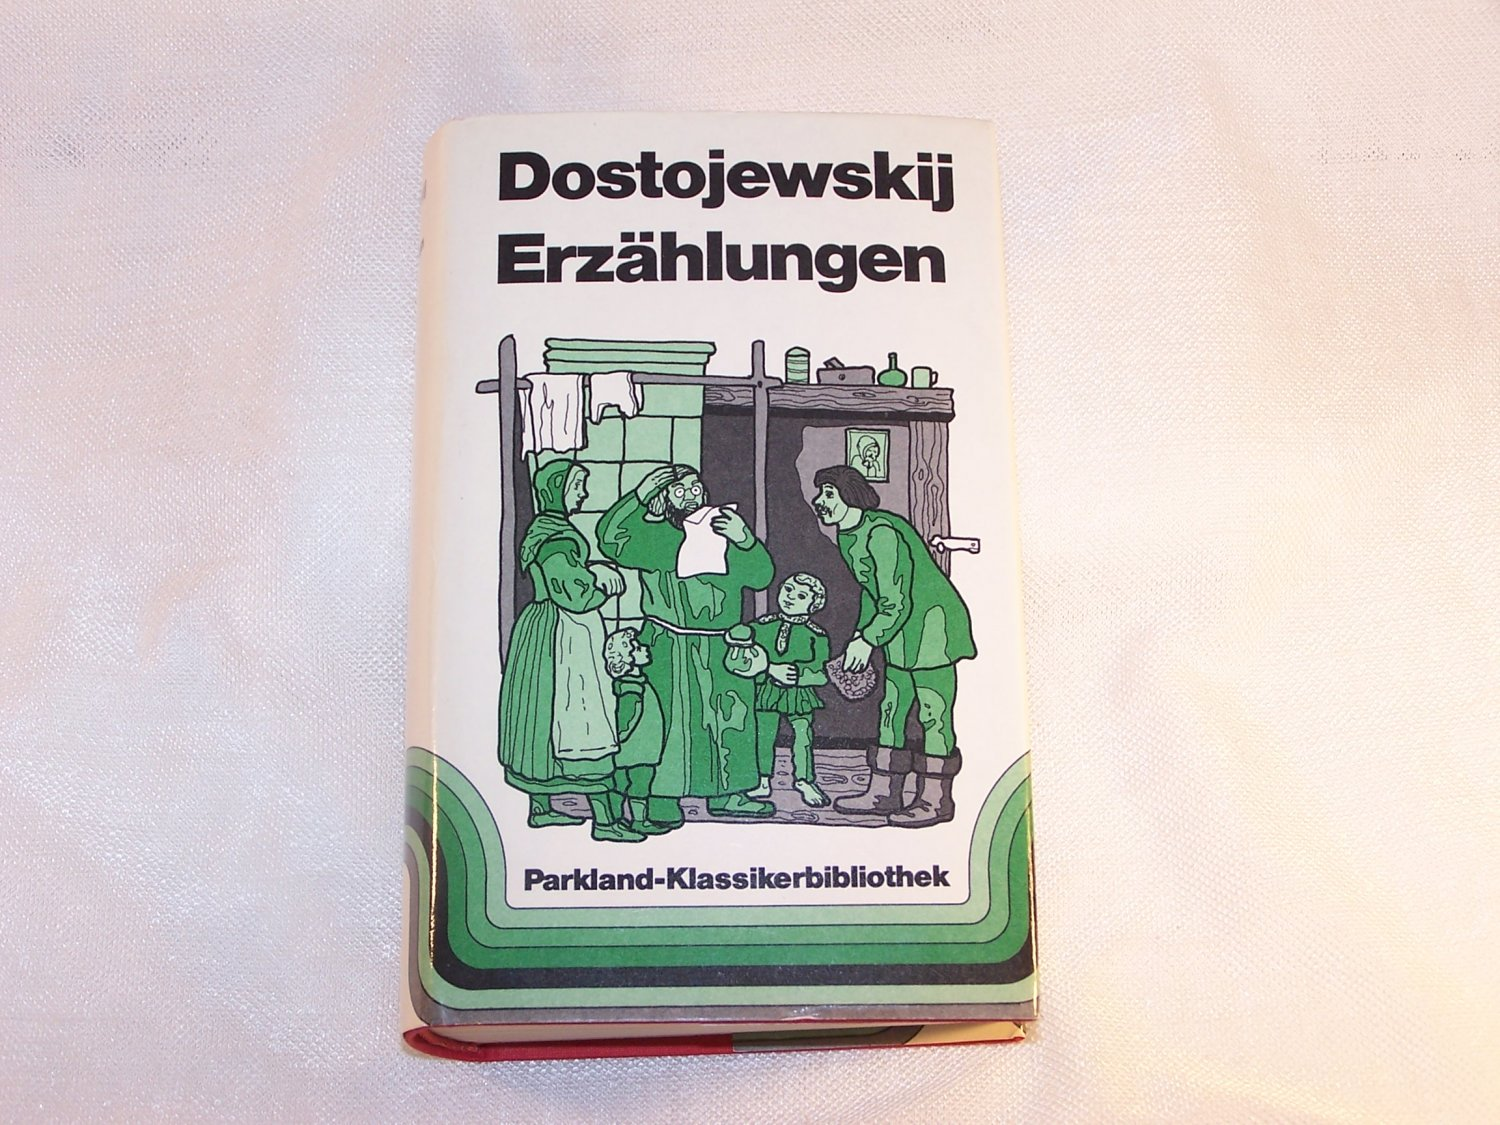 Dostojewskij
Erzählungen
Parkland-Klassikerbibliothek